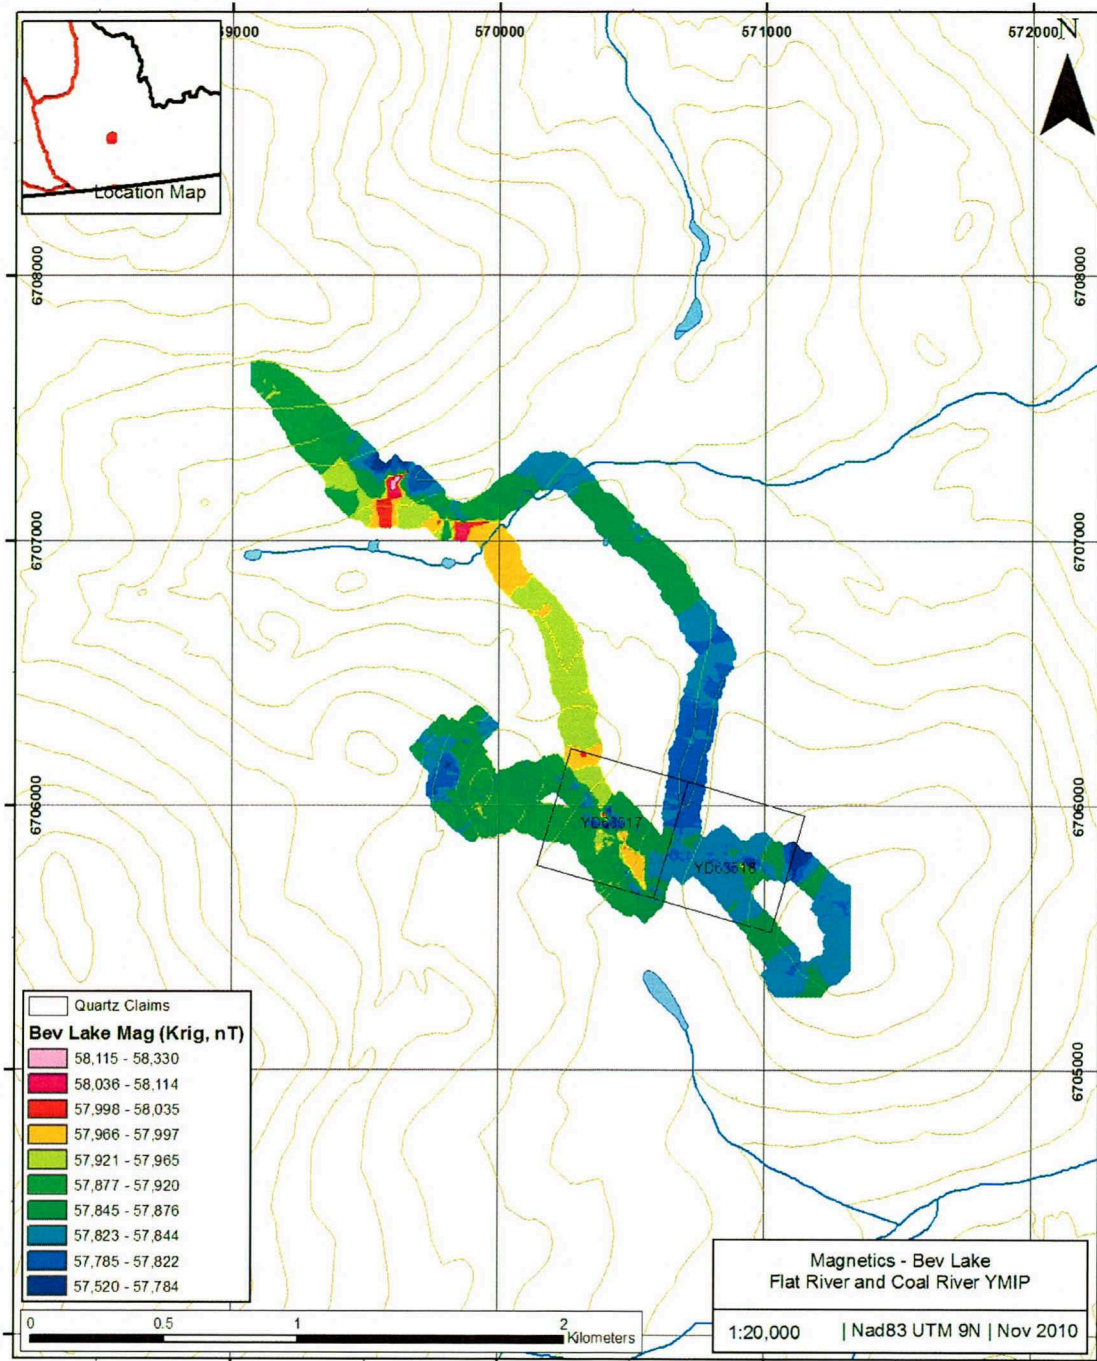 569000
570000
571000
572000
N
Location Map
6708000
6708000
6707000
6707000
6706000
6706000
YD63517
YD63518
6705000
6705000
Quartz Claims
Bev Lake Mag (Krig, nT)
58,115 - 58,330
58,036 - 58,114
57,998 - 58,035
57,966 - 57,997
57,921 - 57,965
57,877 - 57,920
57,845 - 57,876
57,823 - 57,844
57,785 - 57,822
57,520 - 57,784
0 0.5 1 2
Kilometers
Magnetics - Bev Lake
Flat River and Coal River YMIP
1:20,000 | Nad83 UTM 9N | Nov 2010